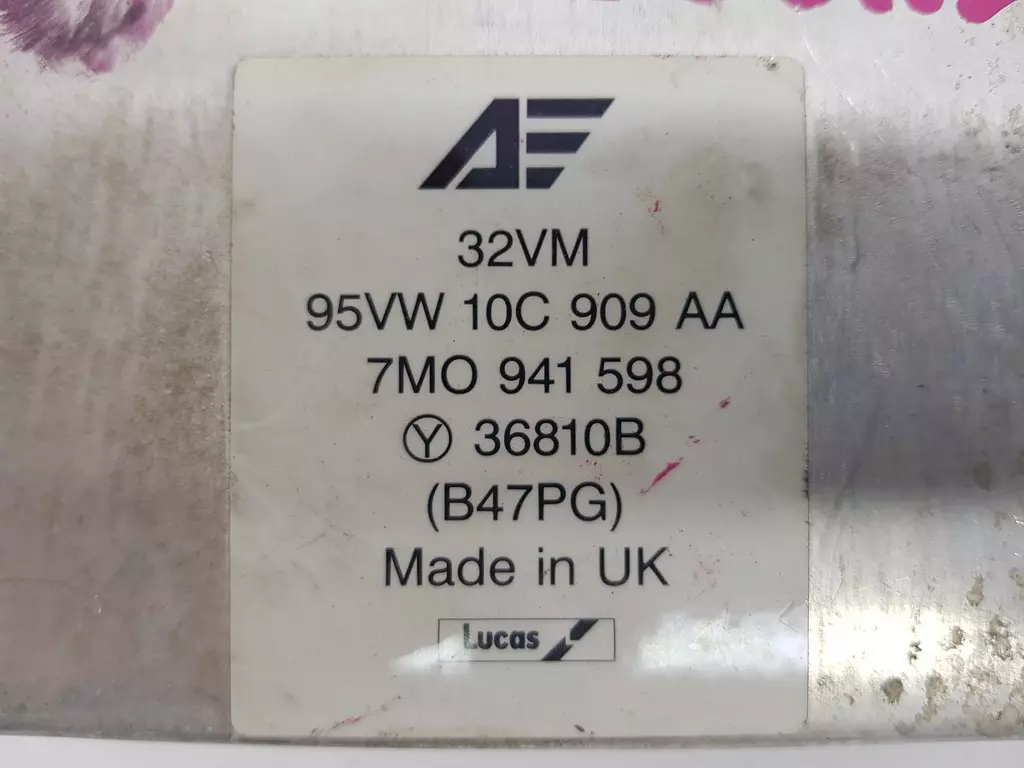 AE
32VM
95VW 10C 909 AA
7MO 941 598
Ⓨ 36810B
(B47PG)
Made in UK
Lucas